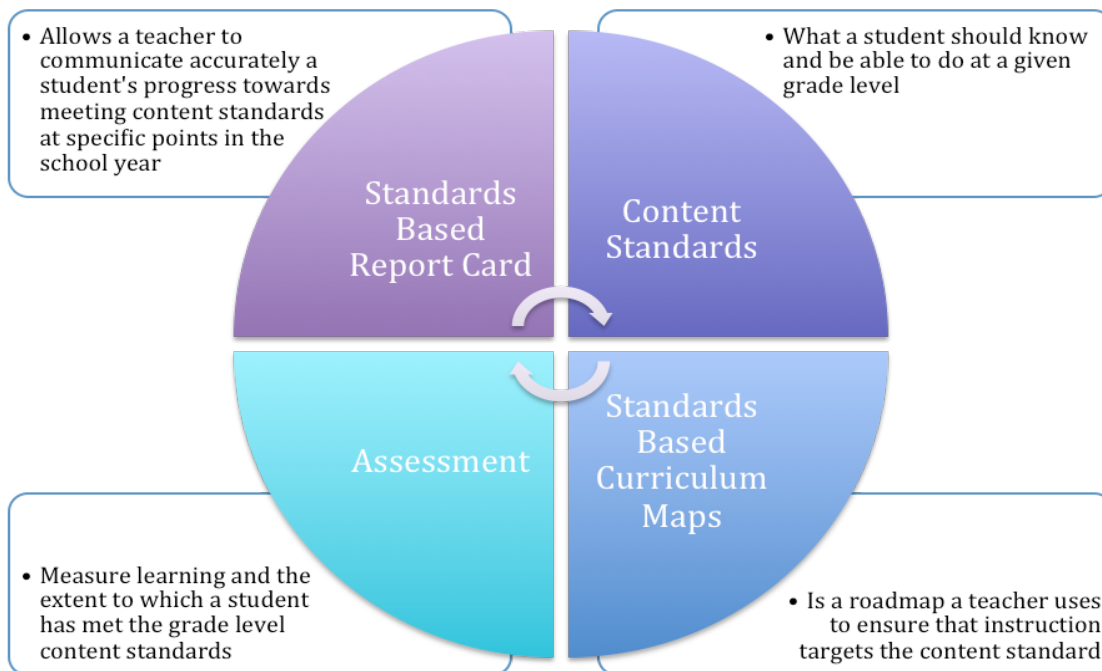 • Allows a teacher to
communicate accurately a
student's progress towards
meeting content standards
at specific points in the
school year
• What a student should know
and be able to do at a given
grade level
Standards
Based
Report Card
Content
Standards
Assessment
Standards
Based
Curriculum
Maps
• Measure learning and the
extent to which a student
has met the grade level
content standards
• Is a roadmap a teacher uses
to ensure that instruction
targets the content standard